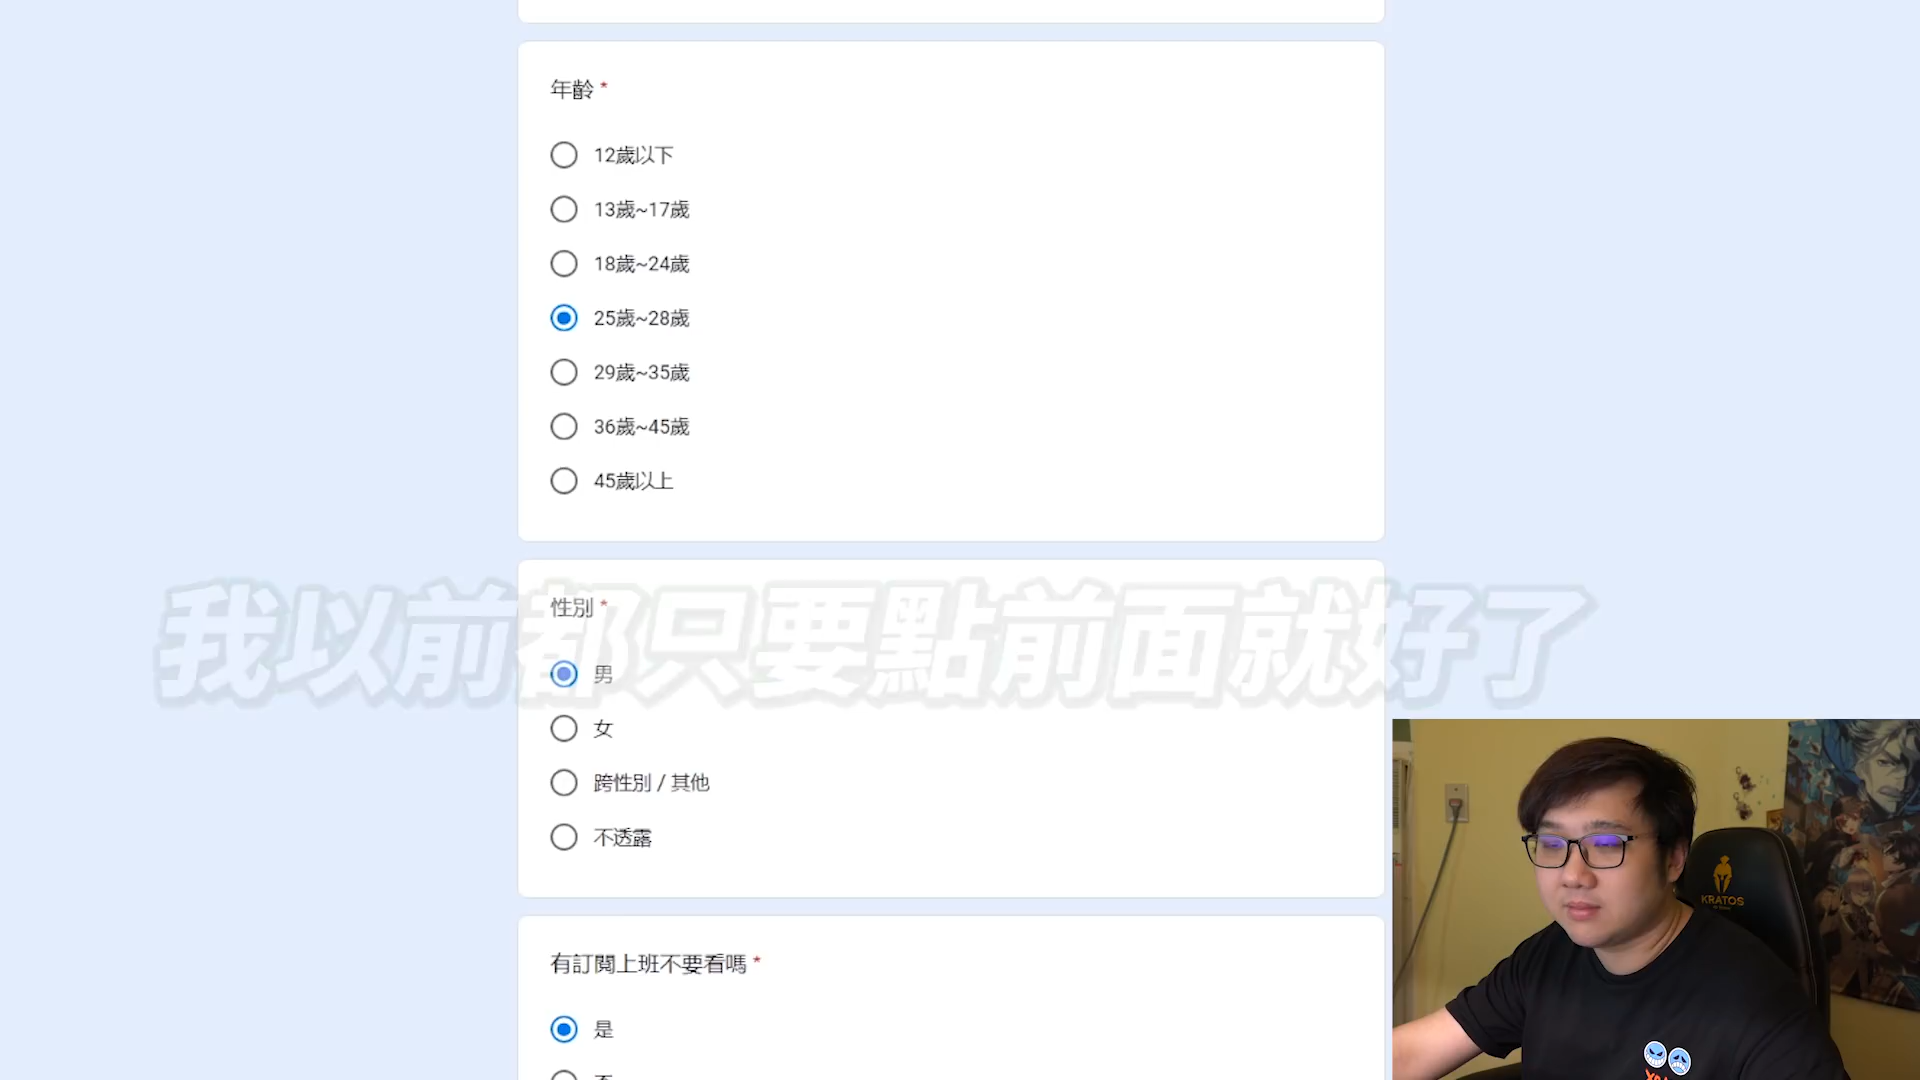 年齡 *
12歲以下
13歲~17歲
18歲~24歲
25歲~28歲
29歲~35歲
36歲~45歲
45歲以上
我以前都只要點前面就好了
性別 *
男
女
跨性別 / 其他
不透露
有訂閱上班不要看嗎 *
是
KRATOS